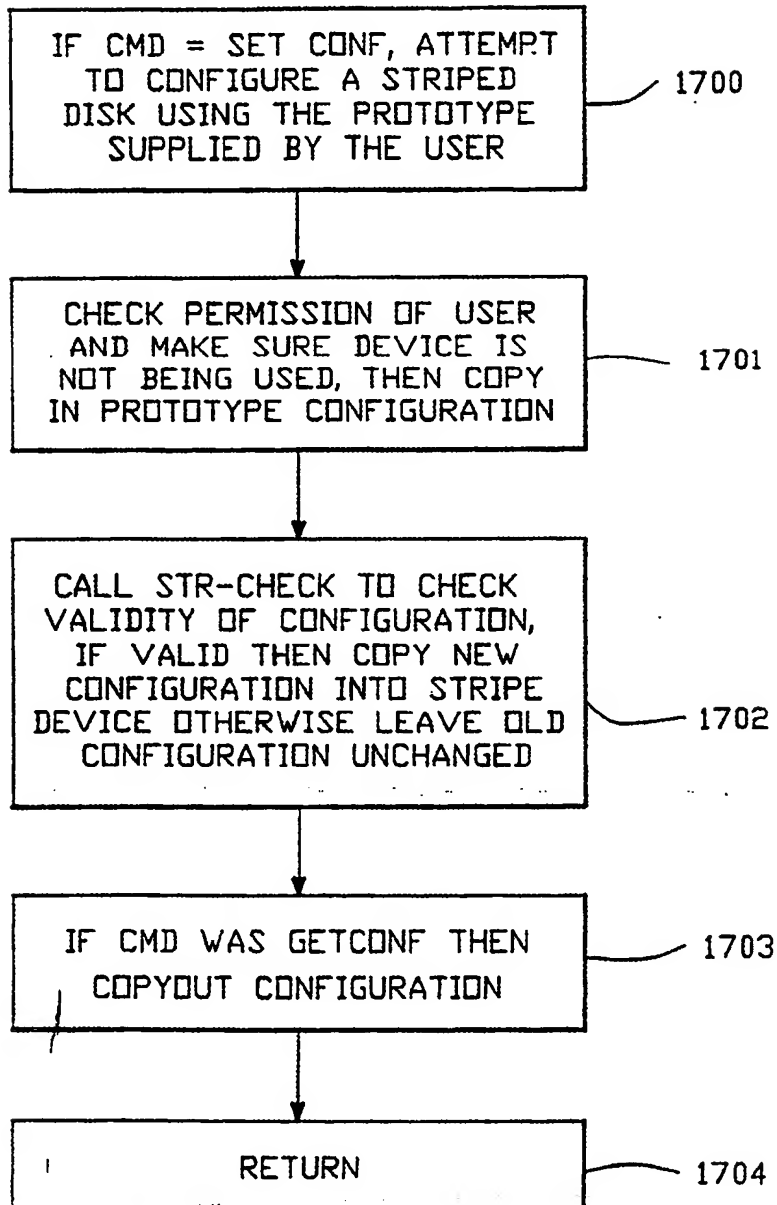 IF CMD = SET CONF, ATTEMPT
TO CONFIGURE A STRIPED
DISK USING THE PROTOTYPE
SUPPLIED BY THE USER
1700
CHECK PERMISSION OF USER
AND MAKE SURE DEVICE IS
NOT BEING USED, THEN COPY
IN PROTOTYPE CONFIGURATION
1701
CALL STR-CHECK TO CHECK
VALIDITY OF CONFIGURATION,
IF VALID THEN COPY NEW
CONFIGURATION INTO STRIPE
DEVICE OTHERWISE LEAVE OLD
CONFIGURATION UNCHANGED
1702
IF CMD WAS GETCONF THEN
COPYOUT CONFIGURATION
1703
RETURN
1704